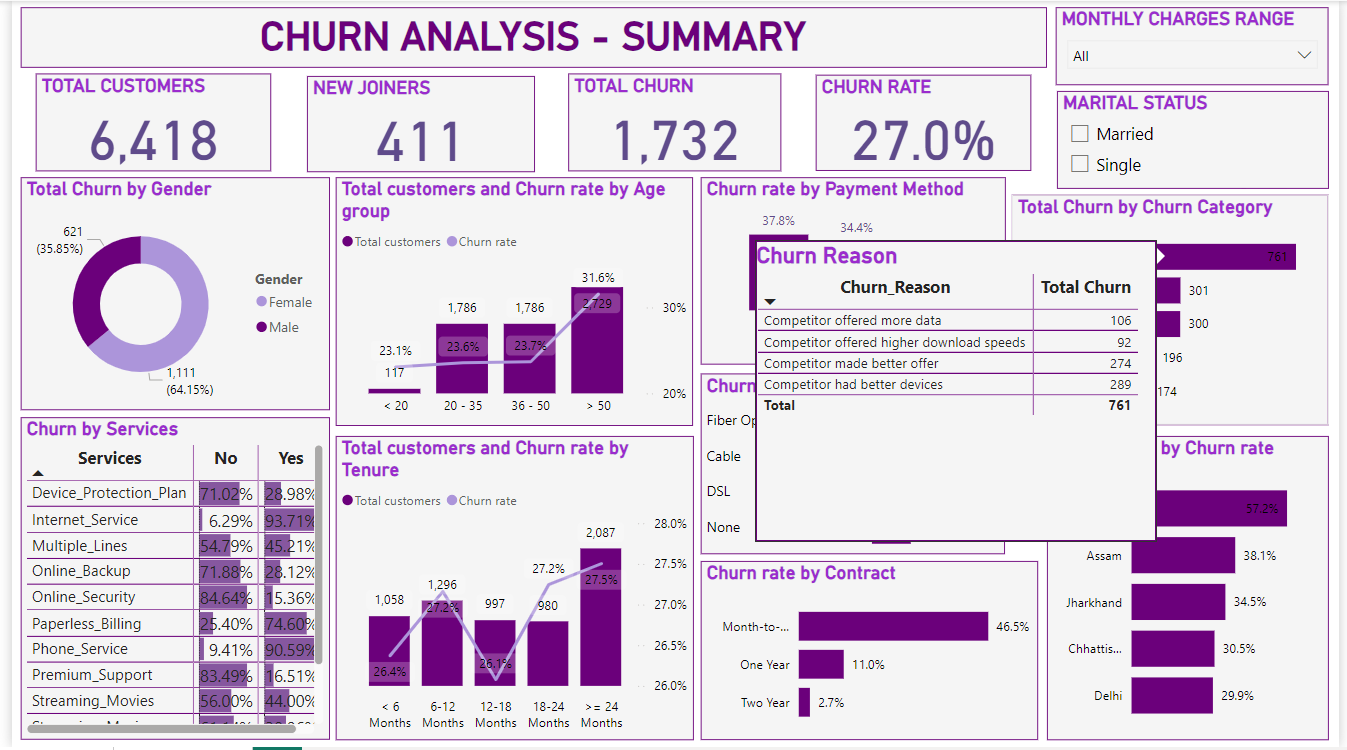 CHURN ANALYSIS - SUMMARY
MONTHLY CHARGES RANGE
All
TOTAL CUSTOMERS
6,418
NEW JOINERS
411
TOTAL CHURN
1,732
CHURN RATE
27.0%
MARITAL STATUS
Married
Single
Total Churn by Gender
621
(35.85%)
1,111
(64.15%)
Gender
Female
Male
Total customers and Churn rate by Age
group
Total customers
Churn rate
23.1%
117
1,786
23.6%
1,786
23.7%
31.6%
2,729
30%
20%
< 20
20 - 35
36 - 50
> 50
Churn rate by Payment Method
37.8%
34.4%
Total Churn by Churn Category
761
301
300
196
174
Churn Reason
Churn_Reason Total Churn
Competitor offered more data 106
Competitor offered higher download speeds 92
Competitor made better offer 274
Competitor had better devices 289
Total 761
Churn by Services
Services No Yes
Device_Protection_Plan 71.02% 28.98%
Internet_Service 6.29% 93.71%
Multiple_Lines 54.79% 45.21%
Online_Backup 71.88% 28.12%
Online_Security 84.64% 15.36%
Paperless_Billing 25.40% 74.60%
Phone_Service 9.41% 90.59%
Premium_Support 83.49% 16.51%
Streaming_Movies 56.00% 44.00%
Total customers and Churn rate by
Tenure
Total customers
Churn rate
1,058
26.4%
1,296
27.2%
997
26.1%
27.2%
980
2,087
27.5%
28.0%
27.5%
27.0%
26.5%
26.0%
< 6
Months
6-12
Months
12-18
Months
18-24
Months
>= 24
Months
Churn
Fiber Op
Cable
DSL
None
Churn rate by Contract
Month-to-... 46.5%
One Year 11.0%
Two Year 2.7%
by Churn rate
57.2%
Assam 38.1%
Jharkhand 34.5%
Chhattis... 30.5%
Delhi 29.9%